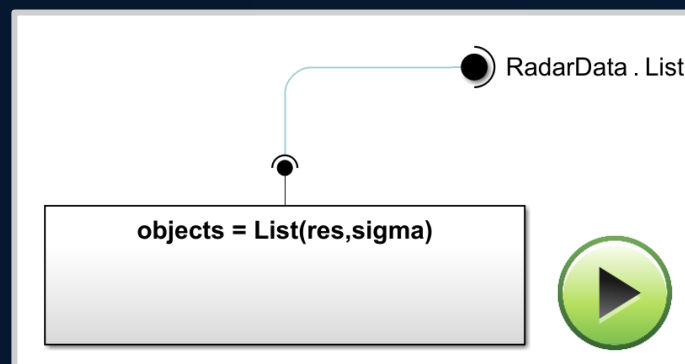 RadarData . List
objects = List(res,sigma)